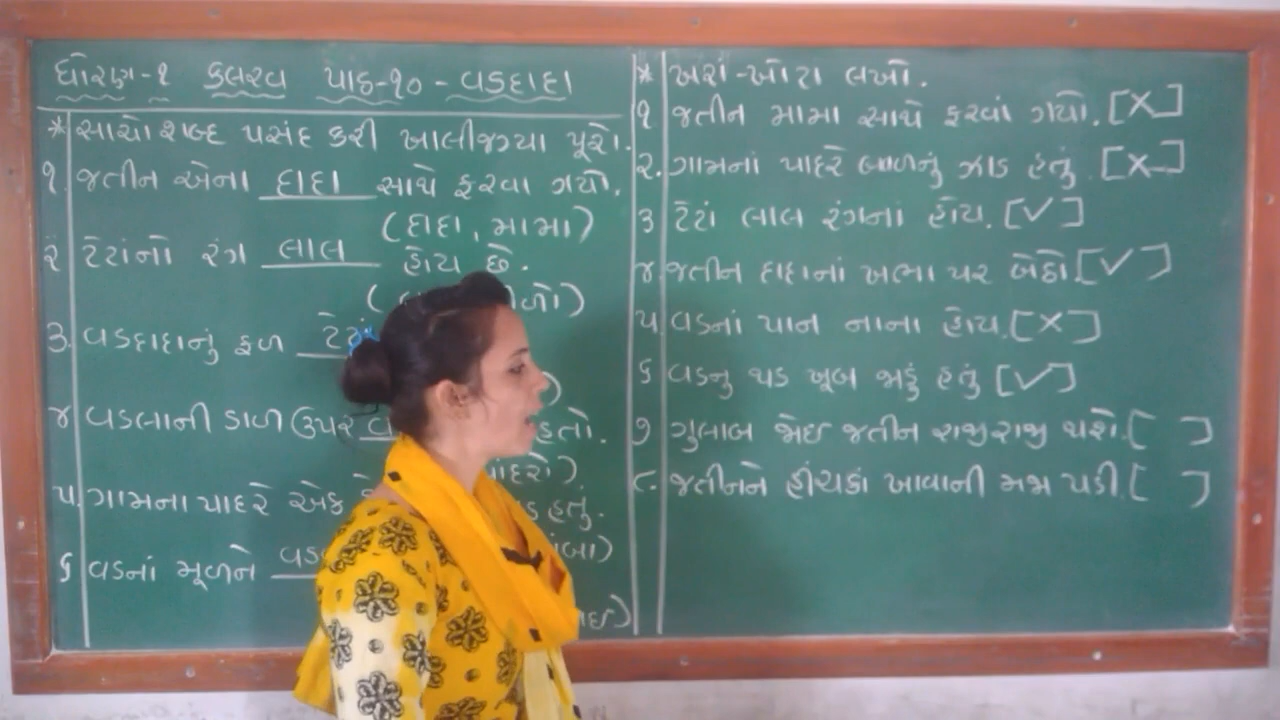 ધોરણ-૧ કલરવ પાઠ-૧૦ - વડદાદા
* સાચો શબ્દ પસંદ કરી ખાલીજગ્યા પૂરો.
૧. જતીન એના દાદા સાથે ફરવા ગયો.
(દાદા, મામા)
૨ ટેટાંનો રંગ લાલ હોય છે.
૩. વડદાદાનું ફળ
૪ વડલાની ડાળ ઉપર હતો.
૫. ગામના પાદરે એક હતું.
૬ વડનાં મૂળને
* ખરાં-ખોટા લખો.
૧ જતીન મામા સાથે ફરવાં ગયો. [X]
૨. ગામનાં પાદરે બાળનું ઝાડ હતું [X]
૩ ટેટાં લાલ રંગનાં હોય. [✓]
૪ જતીન દાદાનાં ખભા પર બેઠો. [✓]
૫. વડનાં પાન નાના હોય. [X]
૬ વડનુ થડ ખૂબ જાડું હતું [✓]
૭ ગુલાબ જોઇ જતીન રાજીરાજી થશે. [ ]
૮. જતીનને હીંચકાં ખાવાની મજા પડી. [ ]